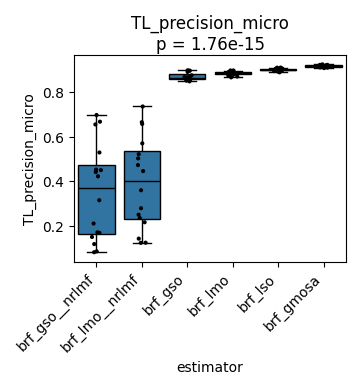 TL_precision_micro
p = 1.76e-15
TL_precision_micro
0.8
0.6
0.4
0.2
brf_gso__nrlmf
brf_lmo__nrlmf
brf_gso
brf_lmo
brf_lso
brf_gmosa
estimator